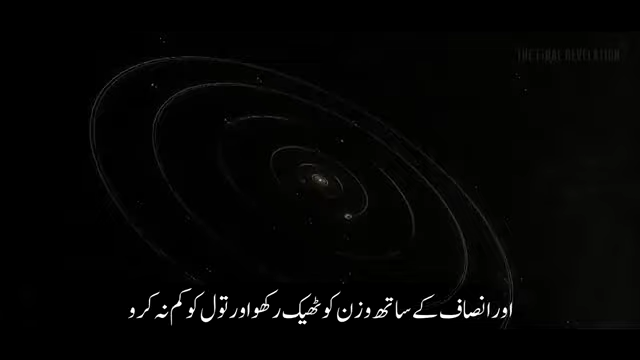 THE FINAL REVELATION
اور انصاف کے ساتھ وزن کو ٹھیک رکھو اور تول کو کم نہ کرو